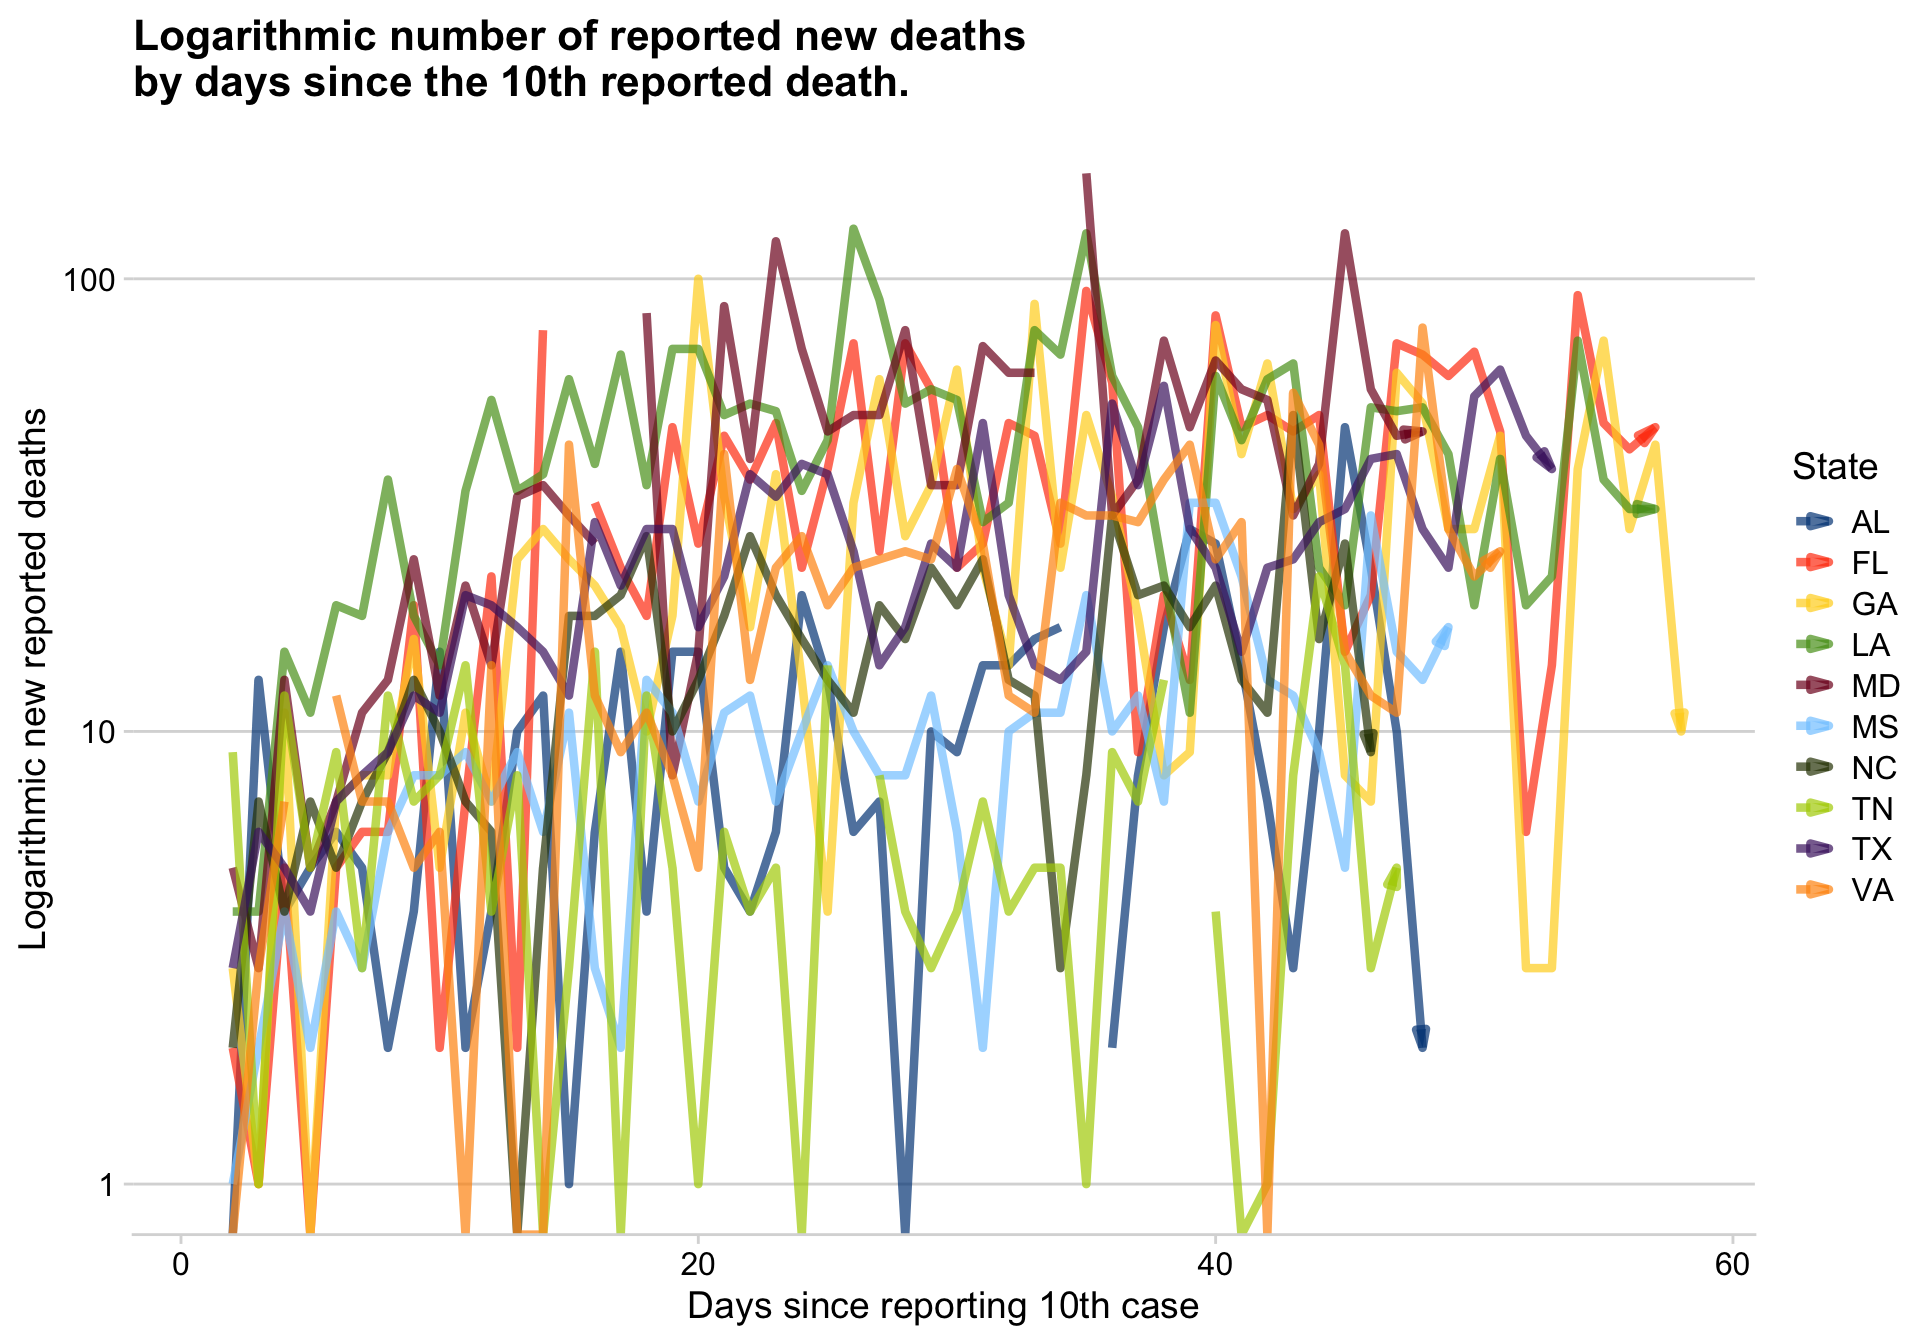 Logarithmic number of reported new deaths
by days since the 10th reported death.
Logarithmic new reported deaths
100
10
1
0
20
40
60
Days since reporting 10th case
State
AL
FL
GA
LA
MD
MS
NC
TN
TX
VA